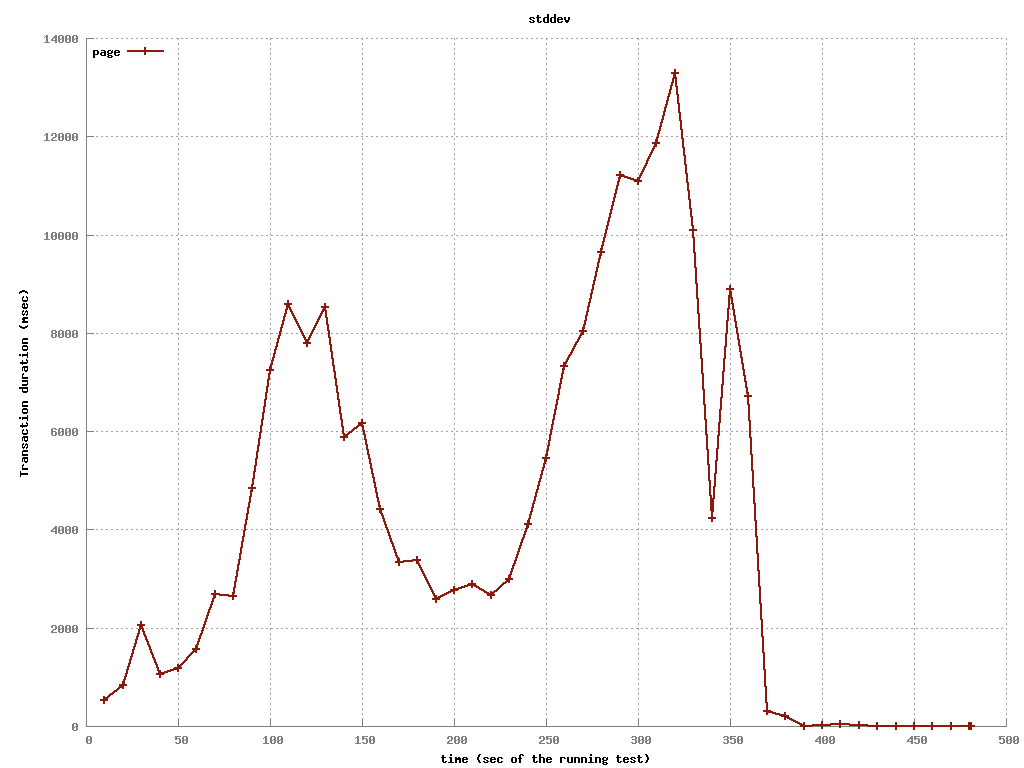 stddev
page
14000
12000
10000
8000
6000
4000
2000
0
Transaction duration (msec)
0 50 100 150 200 250 300 350 400 450 500
time (sec of the running test)